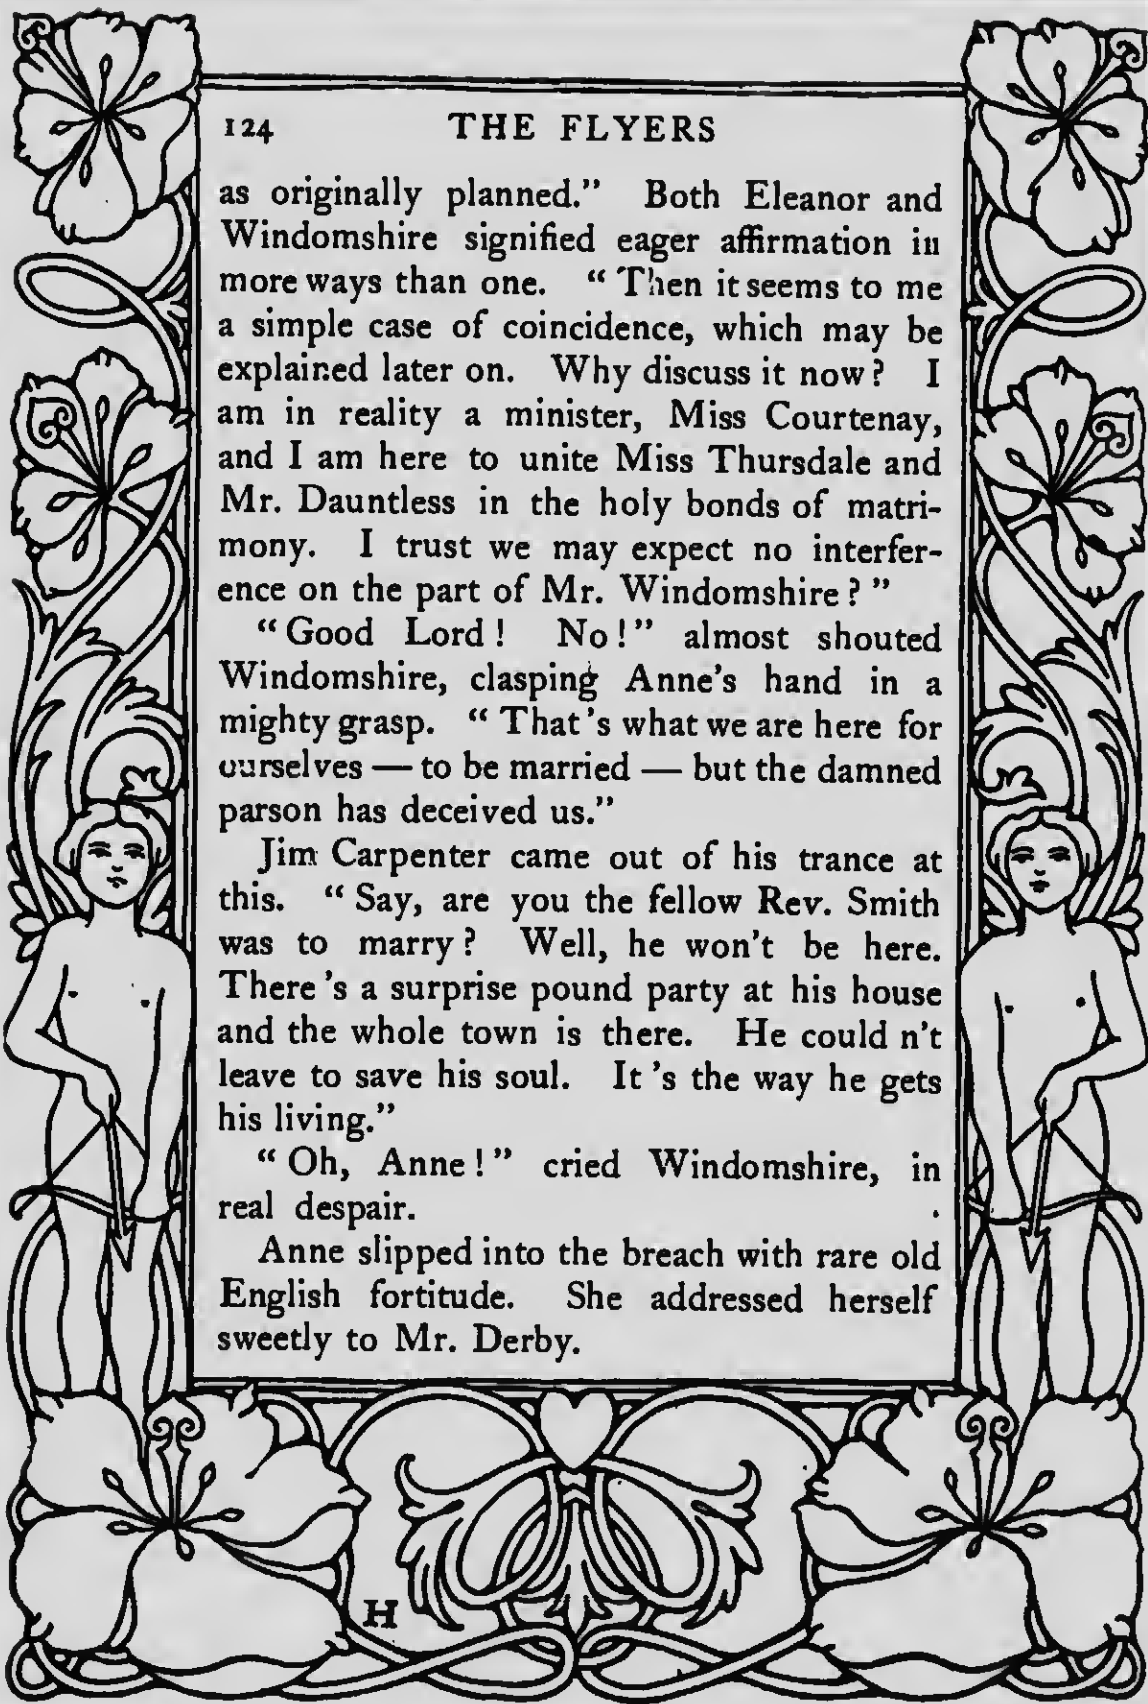 124 THE FLYERS
as originally planned.” Both Eleanor and
Windomshire signified eager affirmation in
more ways than one. “Then it seems to me
a simple case of coincidence, which may be
explained later on. Why discuss it now? I
am in reality a minister, Miss Courtenay,
and I am here to unite Miss Thursdale and
Mr. Dauntless in the holy bonds of matri-
mony. I trust we may expect no interfer-
ence on the part of Mr. Windomshire?”
“Good Lord! No!” almost shouted
Windomshire, clasping Anne's hand in a
mighty grasp. “That's what we are here for
ourselves — to be married — but the damned
parson has deceived us.”
Jim Carpenter came out of his trance at
this. “Say, are you the fellow Rev. Smith
was to marry? Well, he won't be here.
There's a surprise pound party at his house
and the whole town is there. He could n't
leave to save his soul. It's the way he gets
his living.”
“Oh, Anne!” cried Windomshire, in
real despair.
Anne slipped into the breach with rare old
English fortitude. She addressed herself
sweetly to Mr. Derby.
H